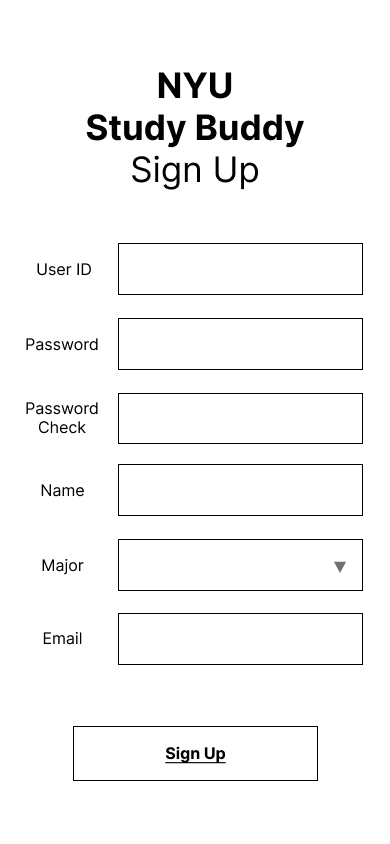 NYU
Study Buddy
Sign Up
User ID
Password
Password
Check
Name
Major
Email
Sign Up